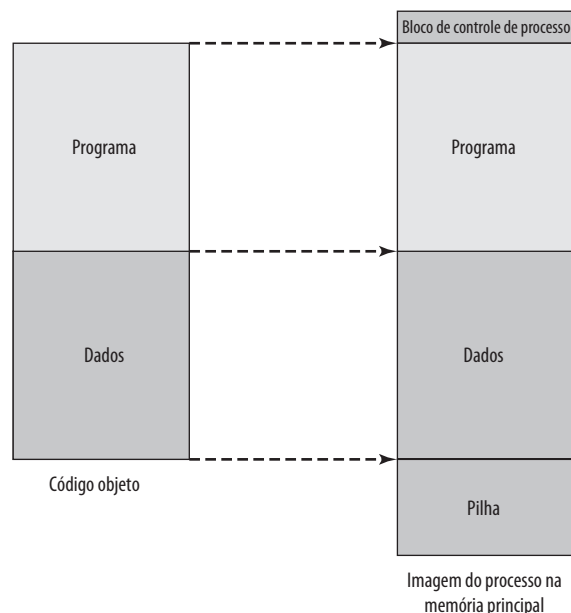 Bloco de controle de processo
Programa
Programa
Dados
Dados
Código objeto
Pilha
Imagem do processo na
memória principal